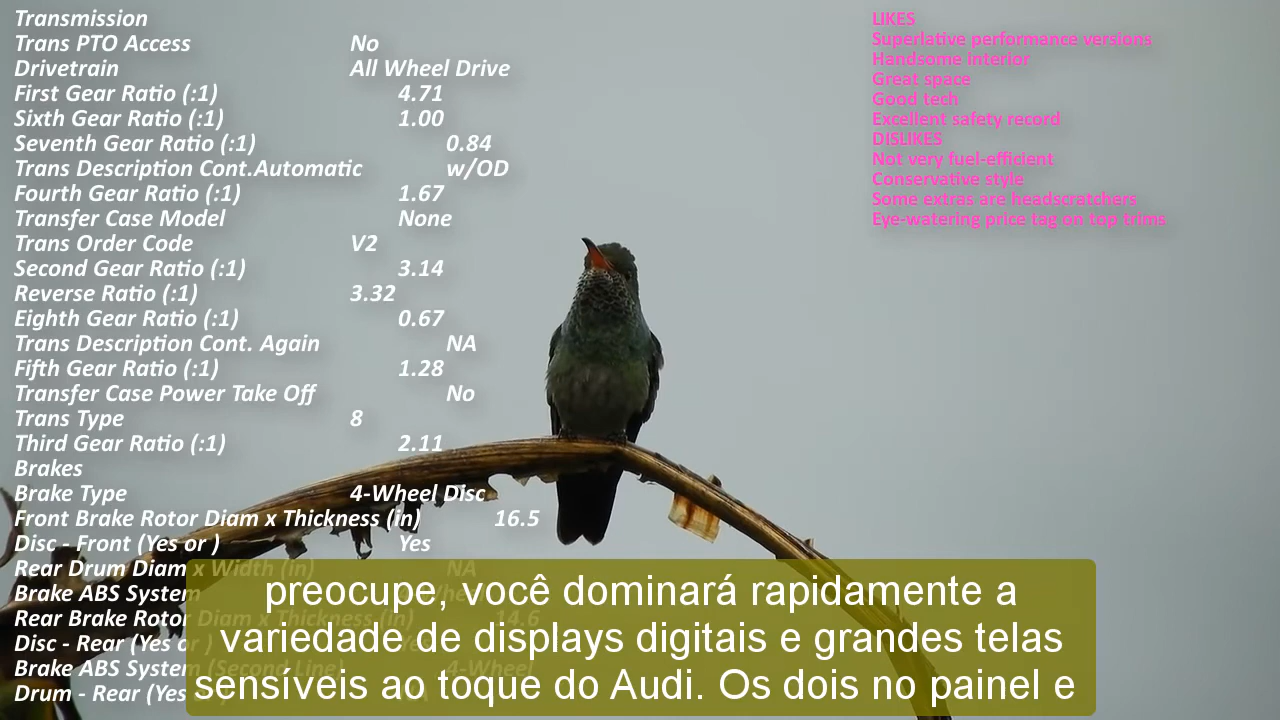 Transmission
Trans PTO Access No
Drivetrain All Wheel Drive
First Gear Ratio (:1) 4.71
Sixth Gear Ratio (:1) 1.00
Seventh Gear Ratio (:1) 0.84
Trans Description Cont.Automatic w/OD
Fourth Gear Ratio (:1) 1.67
Transfer Case Model None
Trans Order Code V2
Second Gear Ratio (:1) 3.14
Reverse Ratio (:1) 3.32
Eighth Gear Ratio (:1) 0.67
Trans Description Cont. Again NA
Fifth Gear Ratio (:1) 1.28
Transfer Case Power Take Off No
Trans Type 8
Third Gear Ratio (:1) 2.11
Brakes
Brake Type 4-Wheel Disc
Front Brake Rotor Diam x Thickness (in) 16.5
Disc - Front (Yes or ) Yes
Rear Drum Diam x Width (in) NA
Brake ABS System 4-Wheel
Rear Brake Rotor Diam x Thickness (in) 14.6
Disc - Rear (Yes or ) Yes
Brake ABS System (Second Line) 4-Wheel
Drum - Rear (Yes or ) NA
LIKES
Superlative performance versions
Handsome interior
Great space
Good tech
Excellent safety record
DISLIKES
Not very fuel-efficient
Conservative style
Some extras are headscratchers
Eye-watering price tag on top trims
preocupe, você dominará rapidamente a
variedade de displays digitais e grandes telas
sensíveis ao toque do Audi. Os dois no painel e